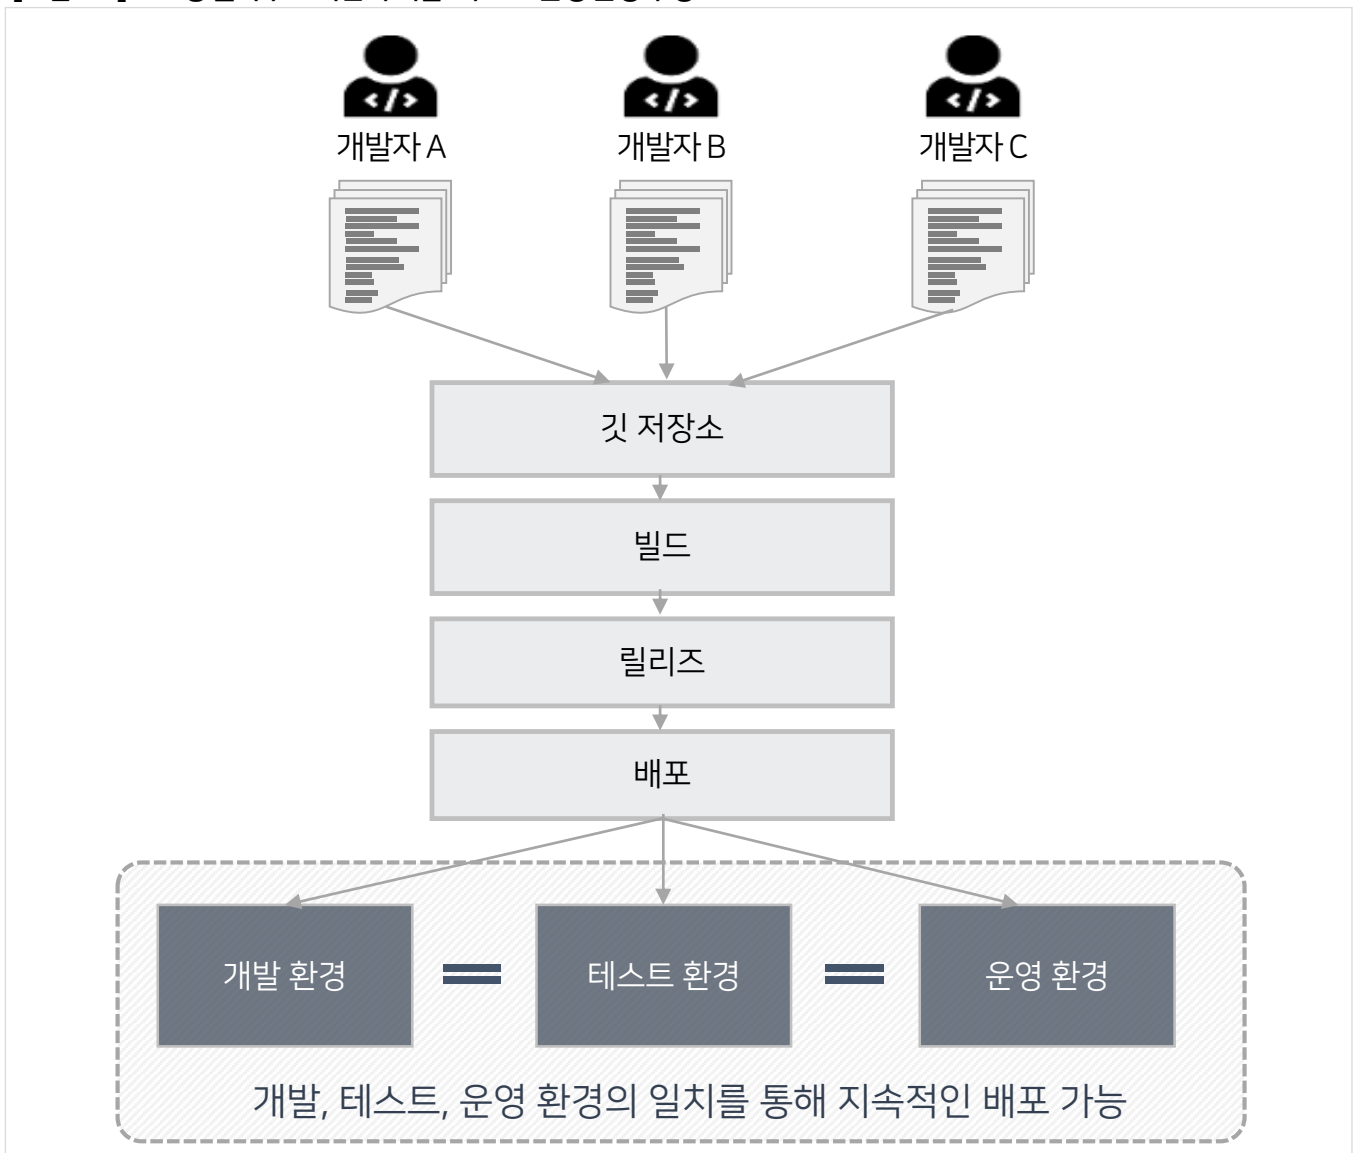 개발자 A
개발자 B
개발자 C
깃 저장소
빌드
릴리즈
배포
개발 환경
테스트 환경
운영 환경
개발, 테스트, 운영 환경의 일치를 통해 지속적인 배포 가능